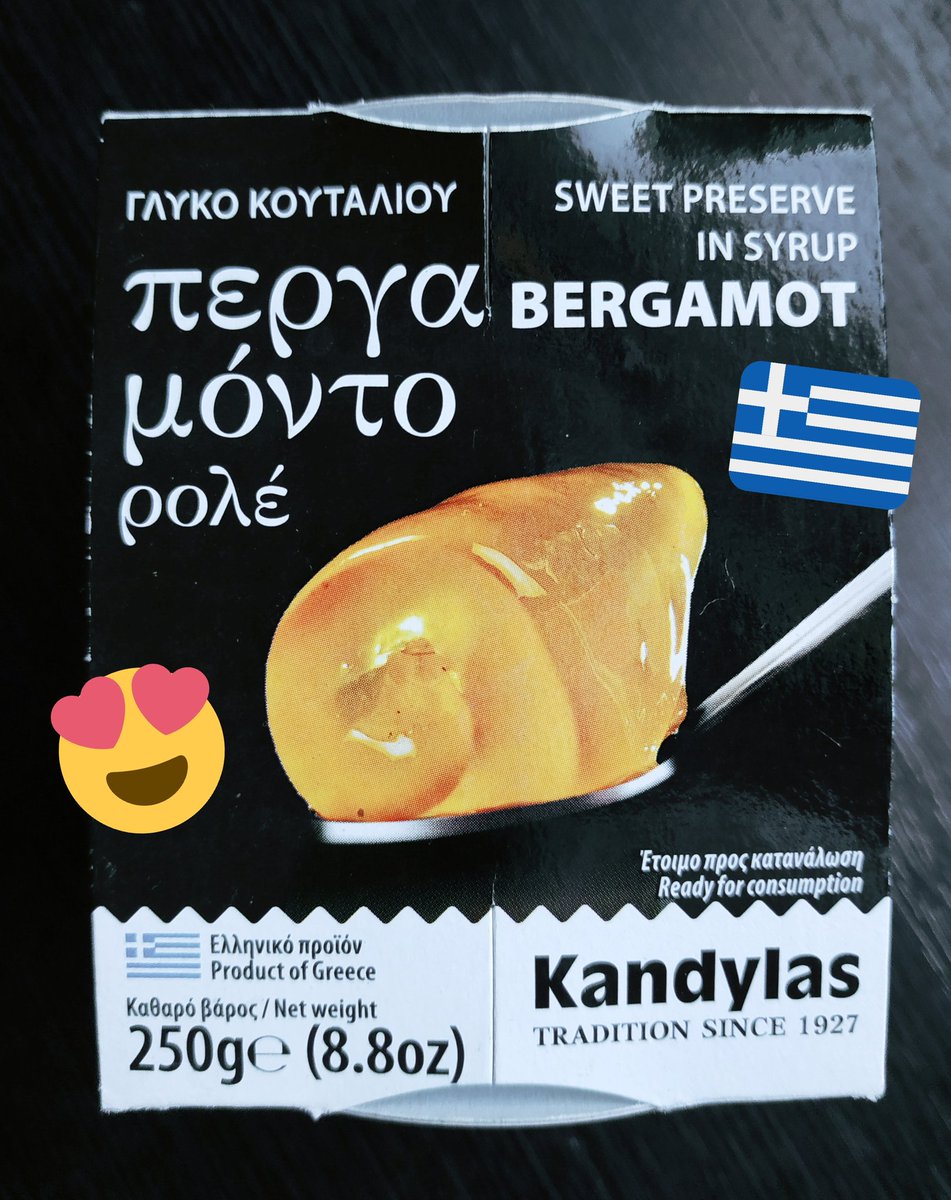 ΓΛΥΚΟ ΚΟΥΤΑΛΙΟΥ
περγα
μόντο
ρολέ
SWEET PRESERVE
IN SYRUP
BERGAMOT
Έτοιμο προς κατανάλωση
Ready for consumption
Ελληνικό προϊόν
Product of Greece
Καθαρό βάρος / Net weight
250g℮ (8.8oz)
Kandylas
TRADITION SINCE 1927